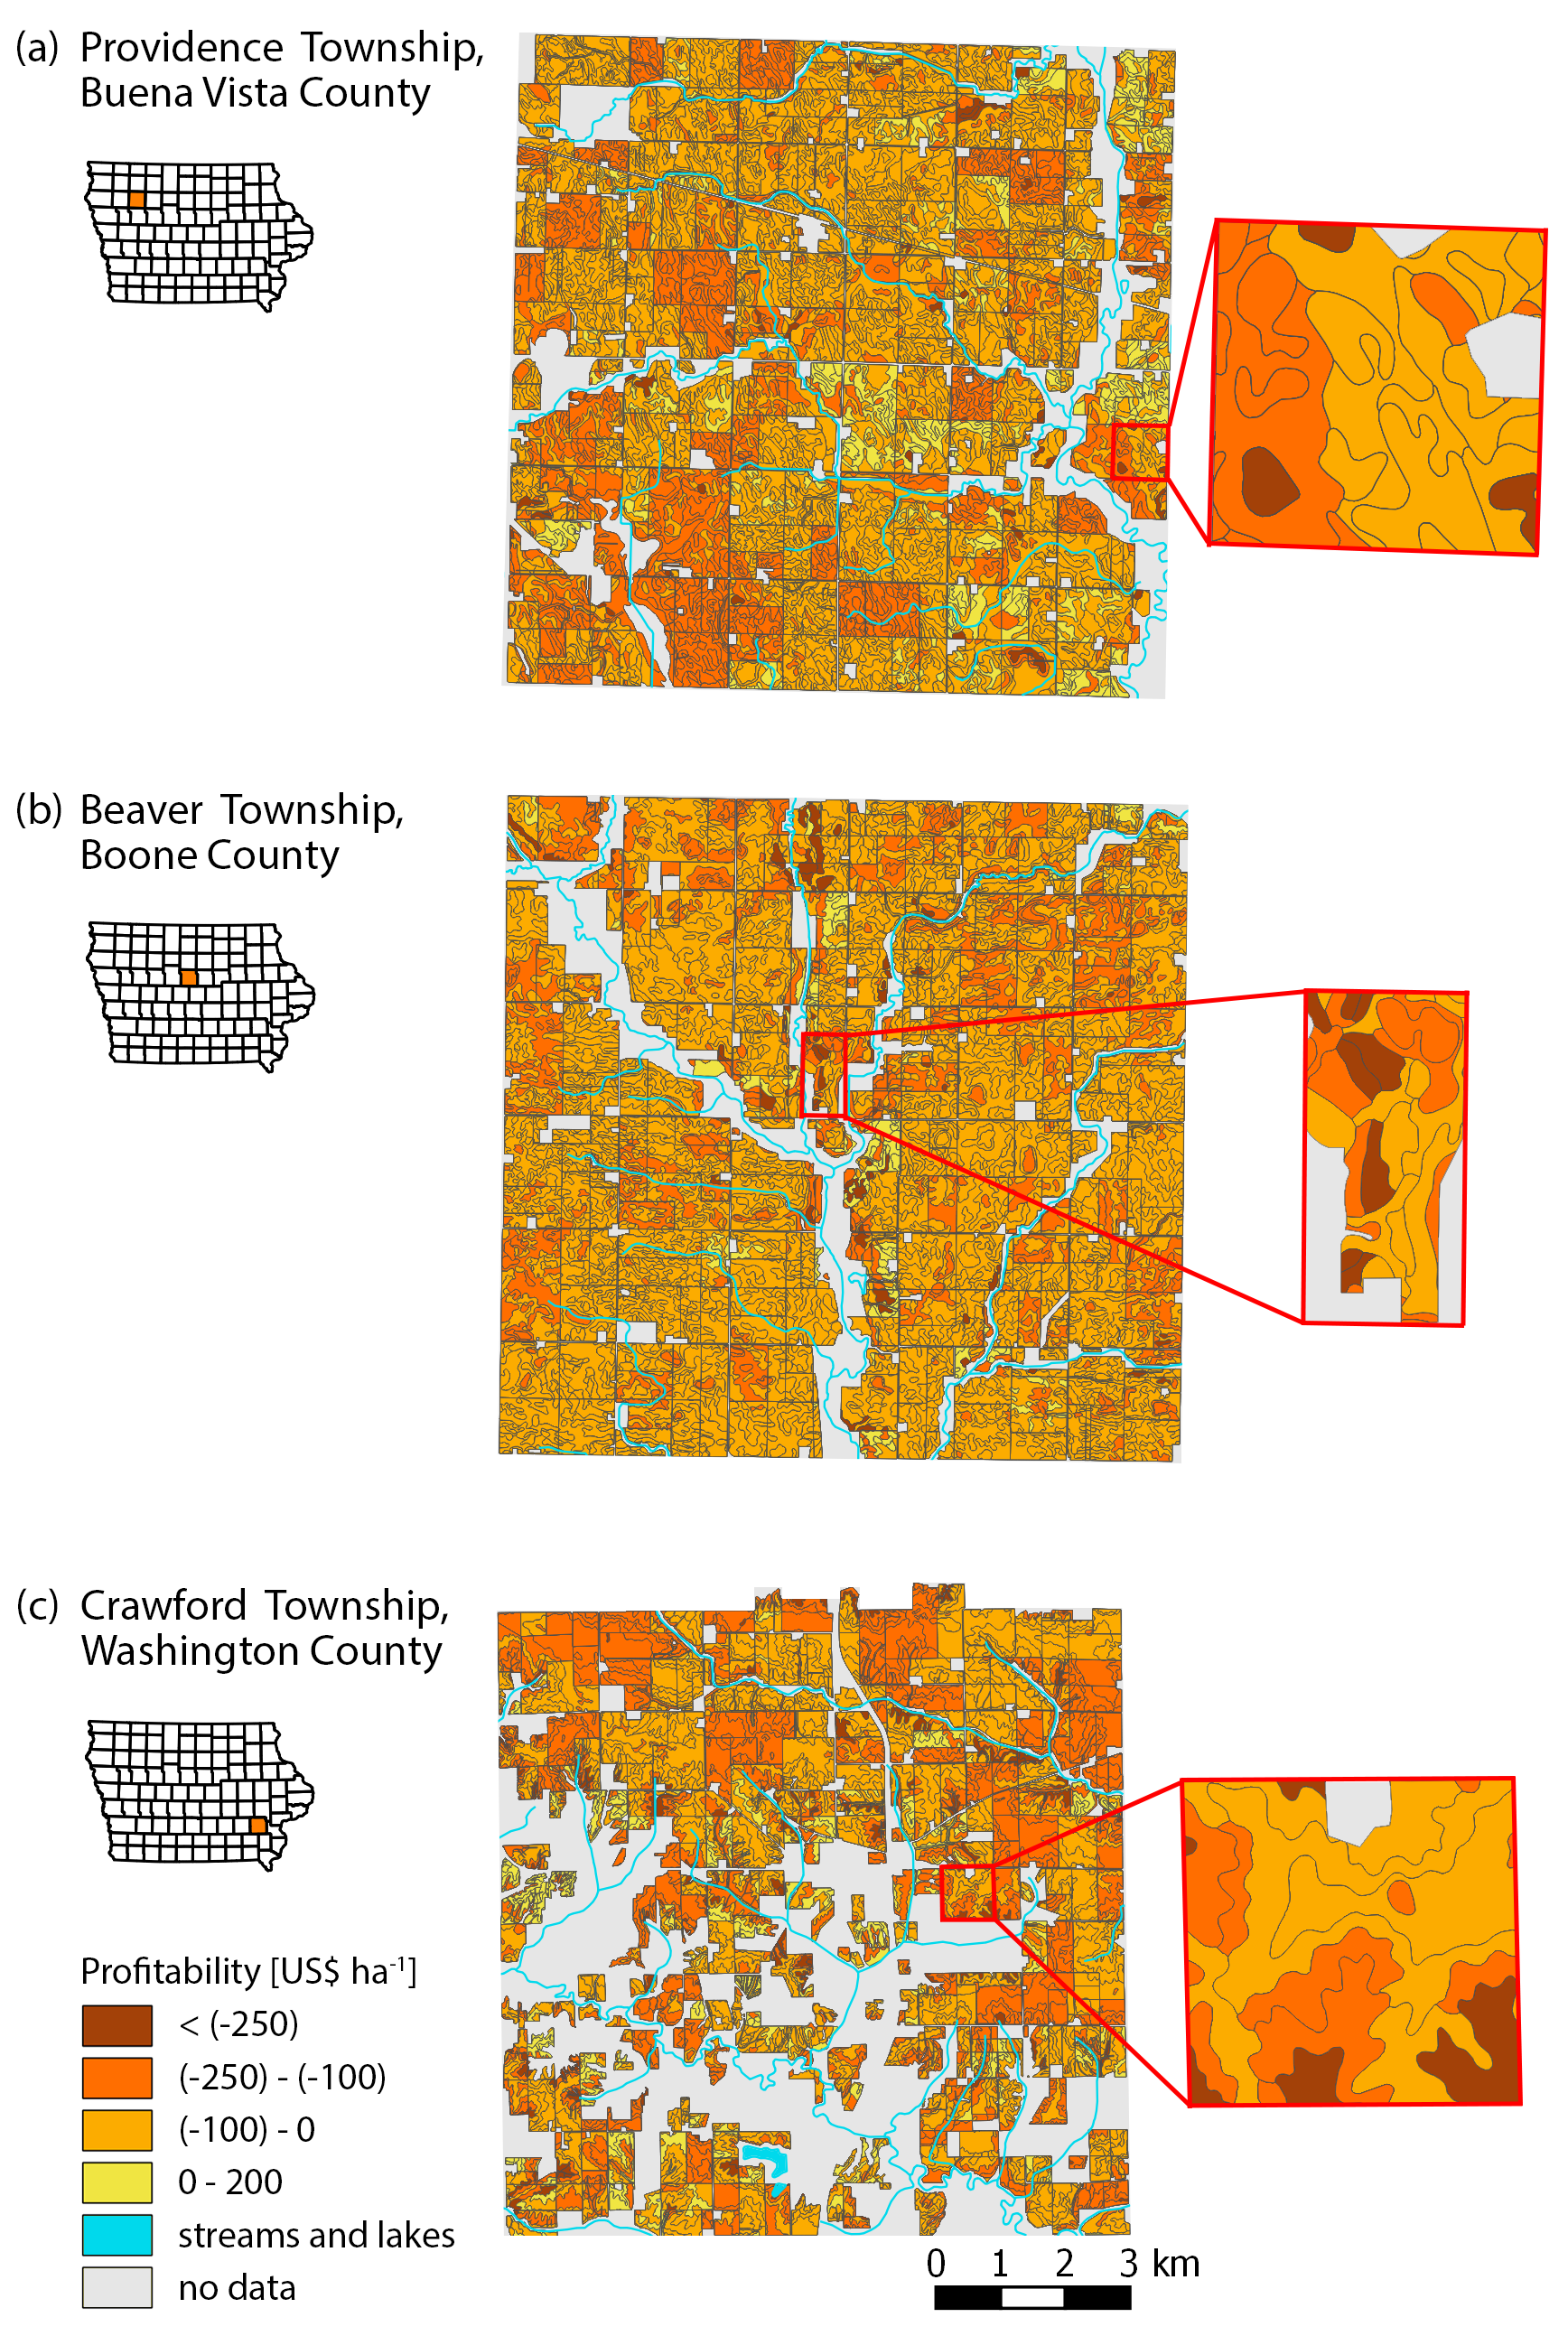 (a) Providence Township,
Buena Vista County
(b) Beaver Township,
Boone County
(c) Crawford Township,
Washington County
Profitability [US$ ha⁻¹]
< (-250)
(-250) - (-100)
(-100) - 0
0 - 200
streams and lakes
no data
0 1 2 3 km